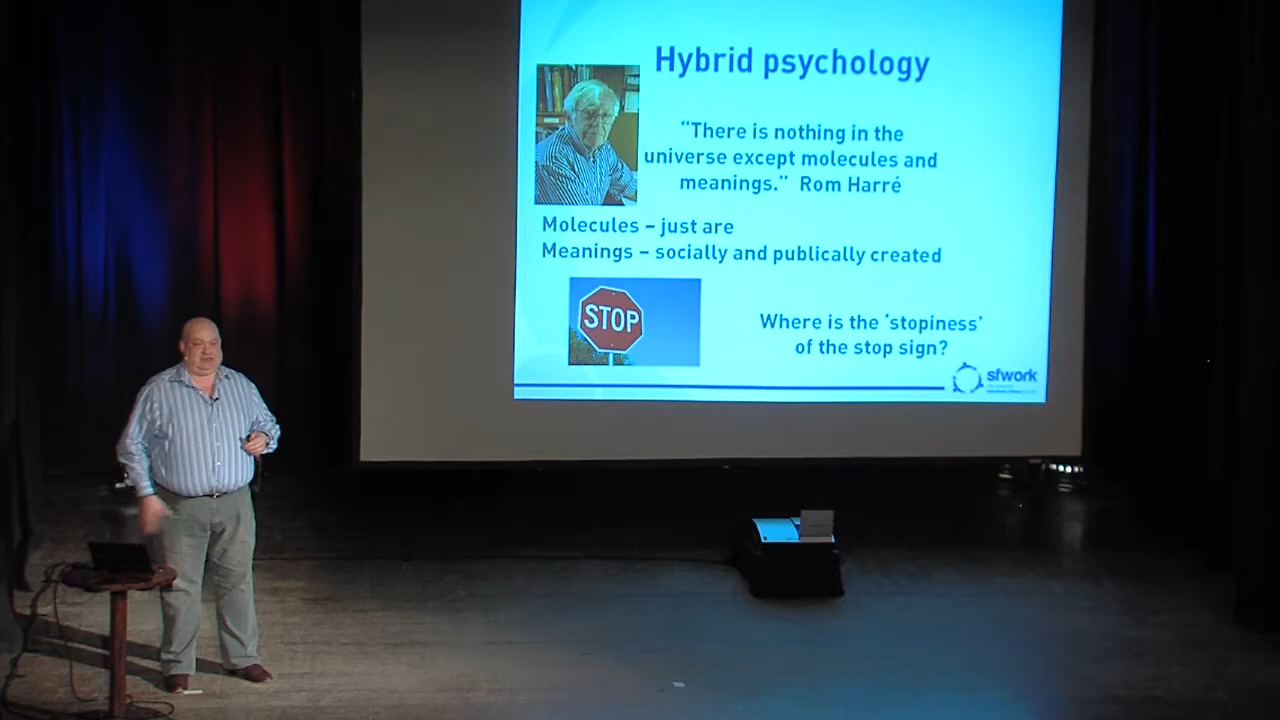 Hybrid psychology
“There is nothing in the
universe except molecules and
meanings.” Rom Harré
Molecules – just are
Meanings – socially and publically created
STOP
Where is the ‘stopiness’
of the stop sign?
sfwork